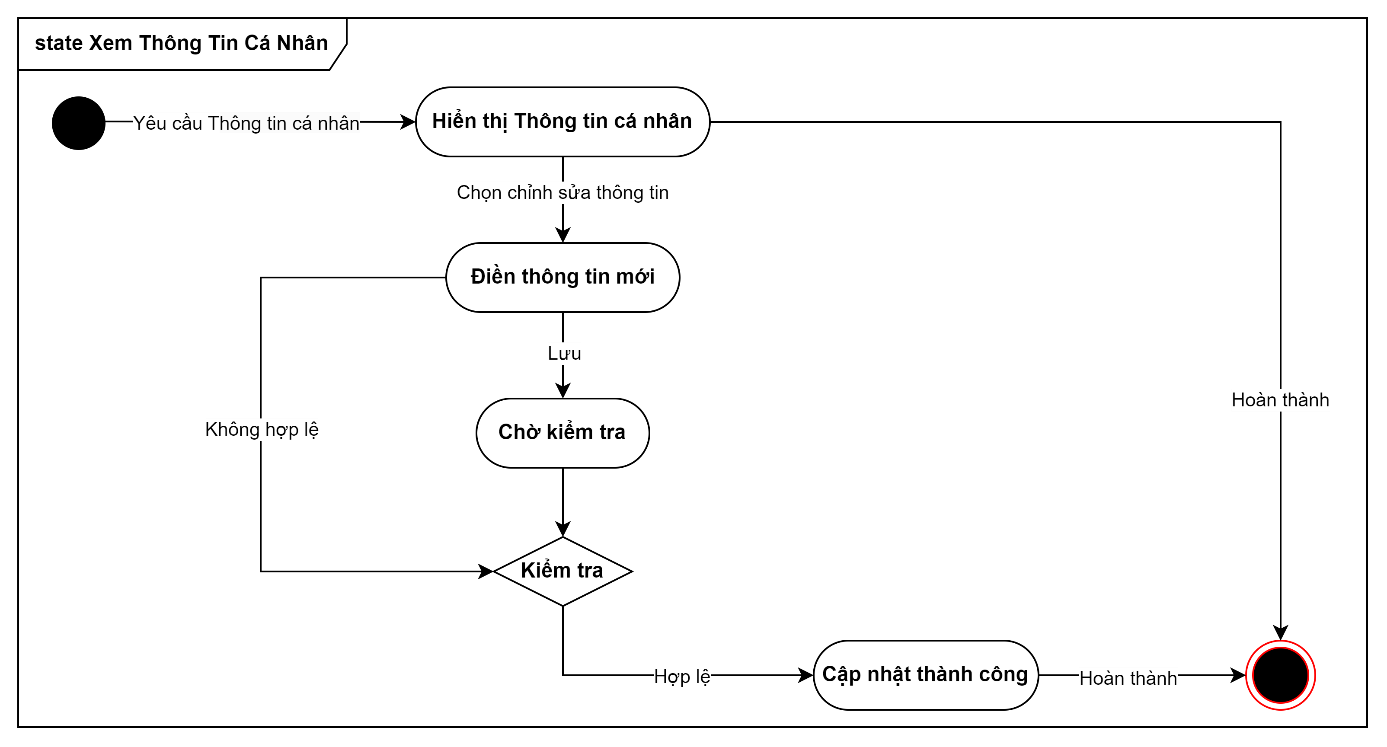 state Xem Thông Tin Cá Nhân
Yêu cầu Thông tin cá nhân
Hiển thị Thông tin cá nhân
Chọn chỉnh sửa thông tin
Điền thông tin mới
Lưu
Hoàn thành
Không hợp lệ
Chờ kiểm tra
Kiểm tra
Hợp lệ
Cập nhật thành công
Hoàn thành